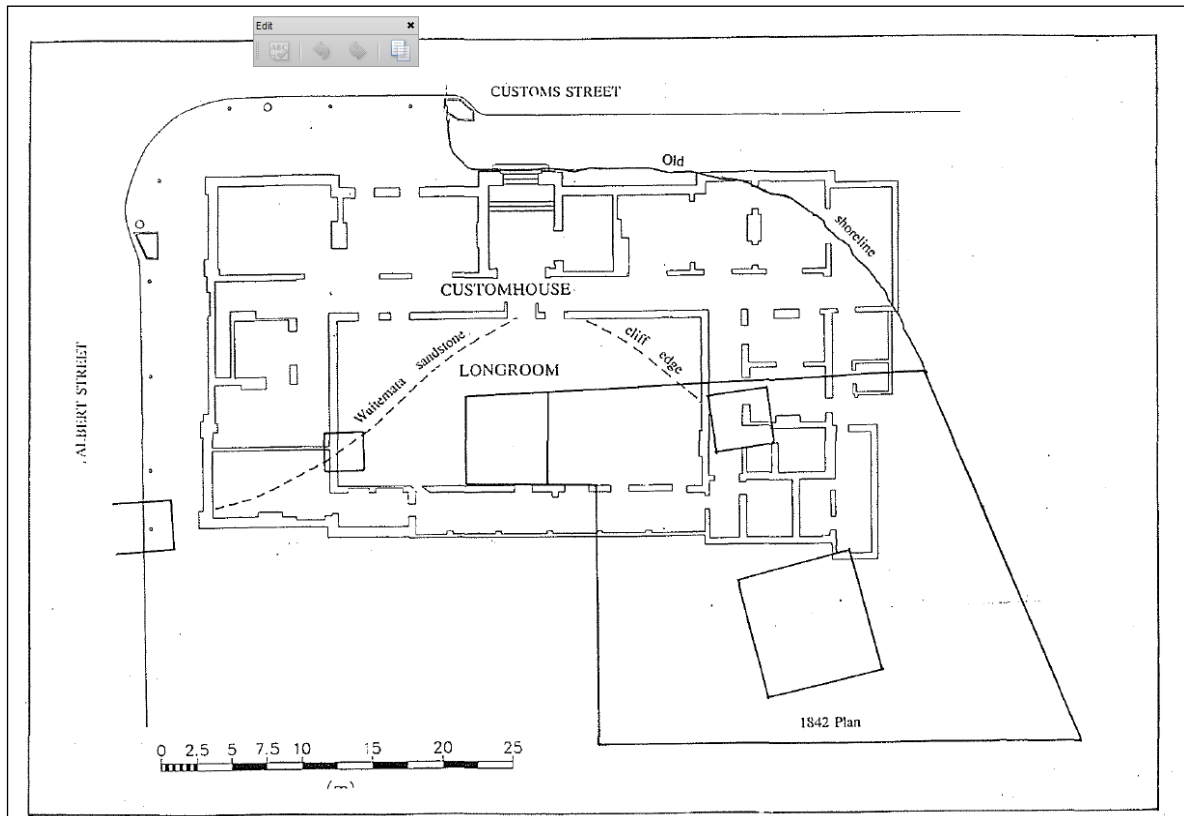 Edit
ABC
CUSTOMS STREET
Old
shoreline
CUSTOMHOUSE
Waitemata sandstone
cliff edge
LONGROOM
ALBERT STREET
1842 Plan
0 2.5 5 7.5 10 15 20 25
(m)